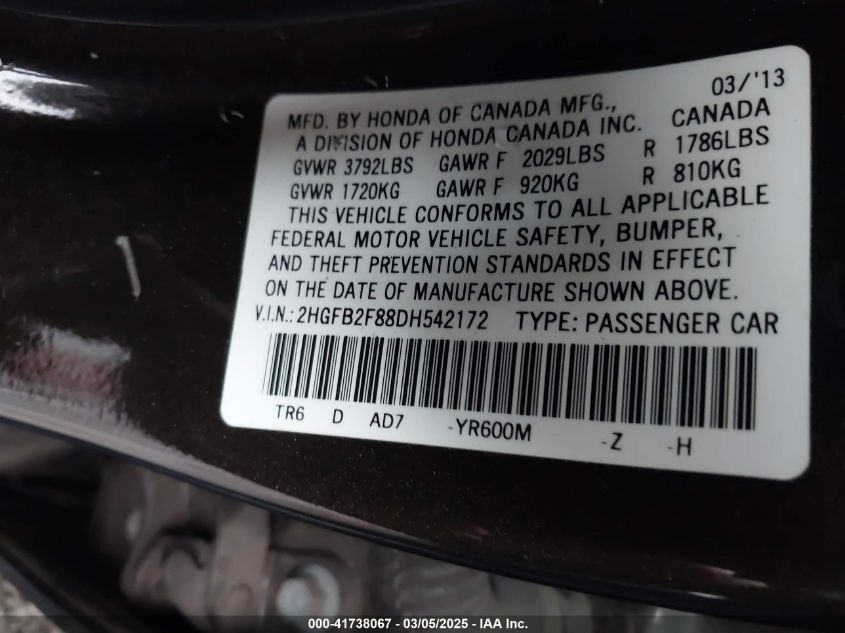 03/'13
MFD. BY HONDA OF CANADA MFG., CANADA
A DIVISION OF HONDA CANADA INC.
GVWR 3792LBS GAWR F 2029LBS R 1786LBS
GVWR 1720KG GAWR F 920KG R 810KG
THIS VEHICLE CONFORMS TO ALL APPLICABLE
FEDERAL MOTOR VEHICLE SAFETY, BUMPER,
AND THEFT PREVENTION STANDARDS IN EFFECT
ON THE DATE OF MANUFACTURE SHOWN ABOVE.
V.I.N.: 2HGFB2F88DH542172 TYPE: PASSENGER CAR
TR6 D AD7 -YR600M -Z -H
000-41738067 — 03/05/2025 — IAA Inc.